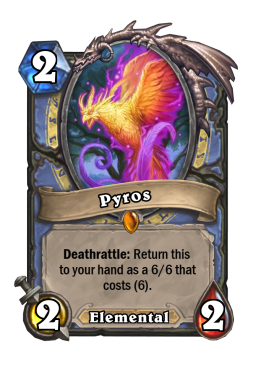 2
Pyros
Deathrattle: Return this
to your hand as a 6/6 that
costs (6).
2
Elemental
2